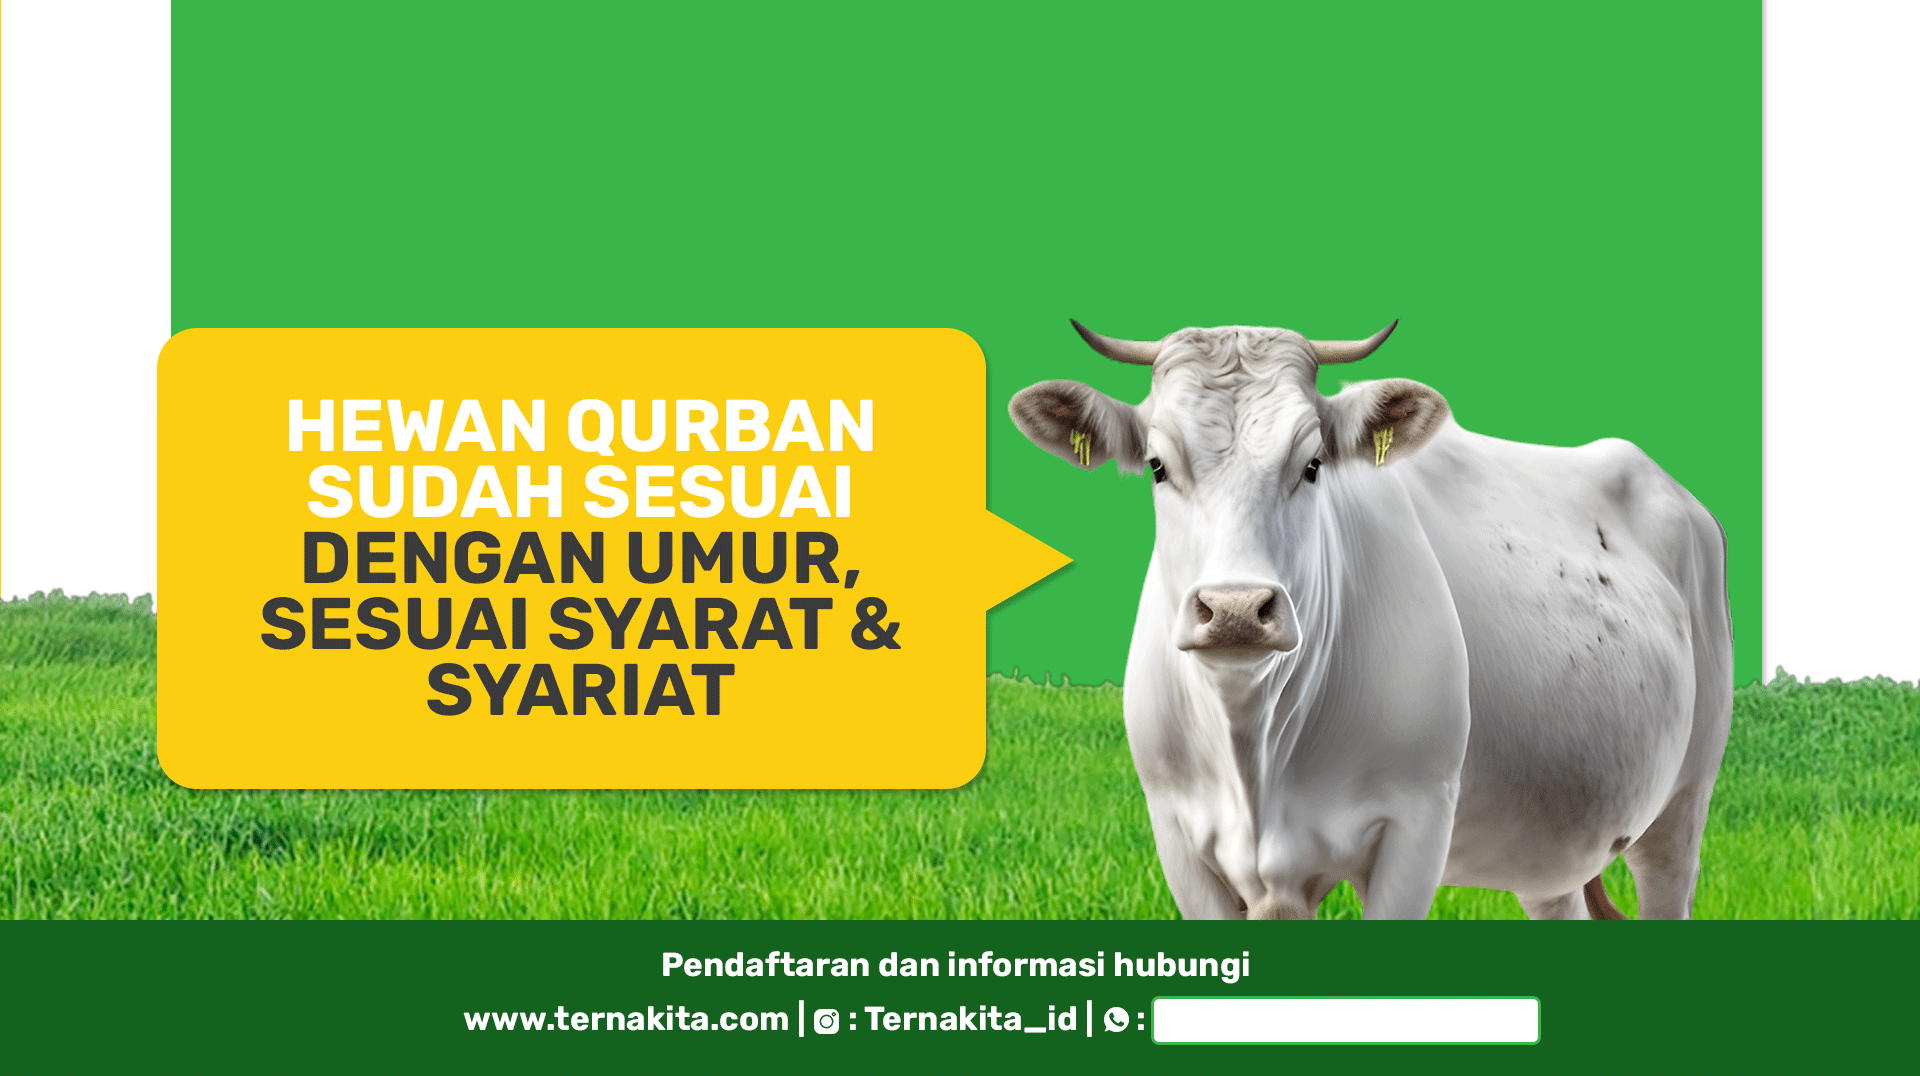 HEWAN QURBAN
SUDAH SESUAI
DENGAN UMUR,
SESUAI SYARAT &
SYARIAT
Pendaftaran dan informasi hubungi
www.ternakita.com | : Ternakita_id | :